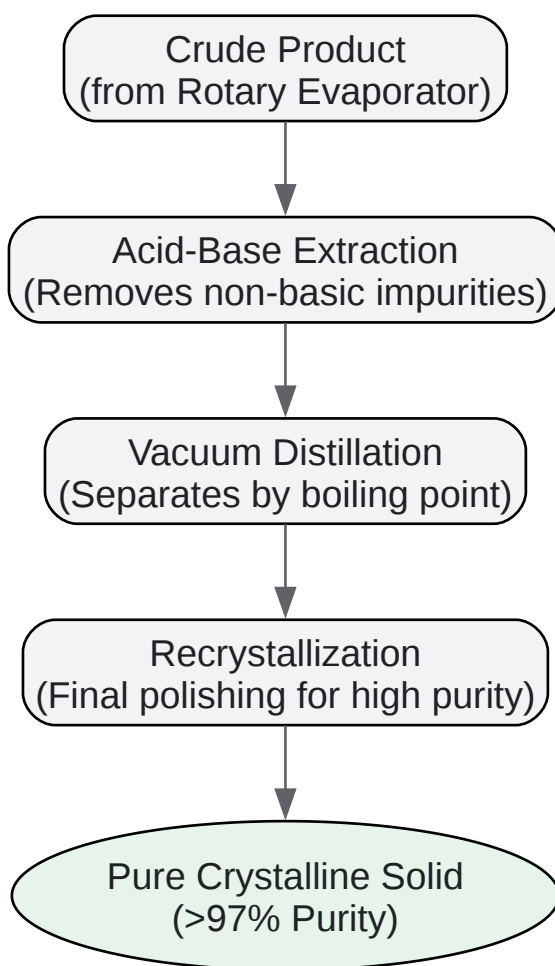 Crude Product
(from Rotary Evaporator)
Acid-Base Extraction
(Removes non-basic impurities)
Vacuum Distillation
(Separates by boiling point)
Recrystallization
(Final polishing for high purity)
Pure Crystalline Solid
(>97% Purity)